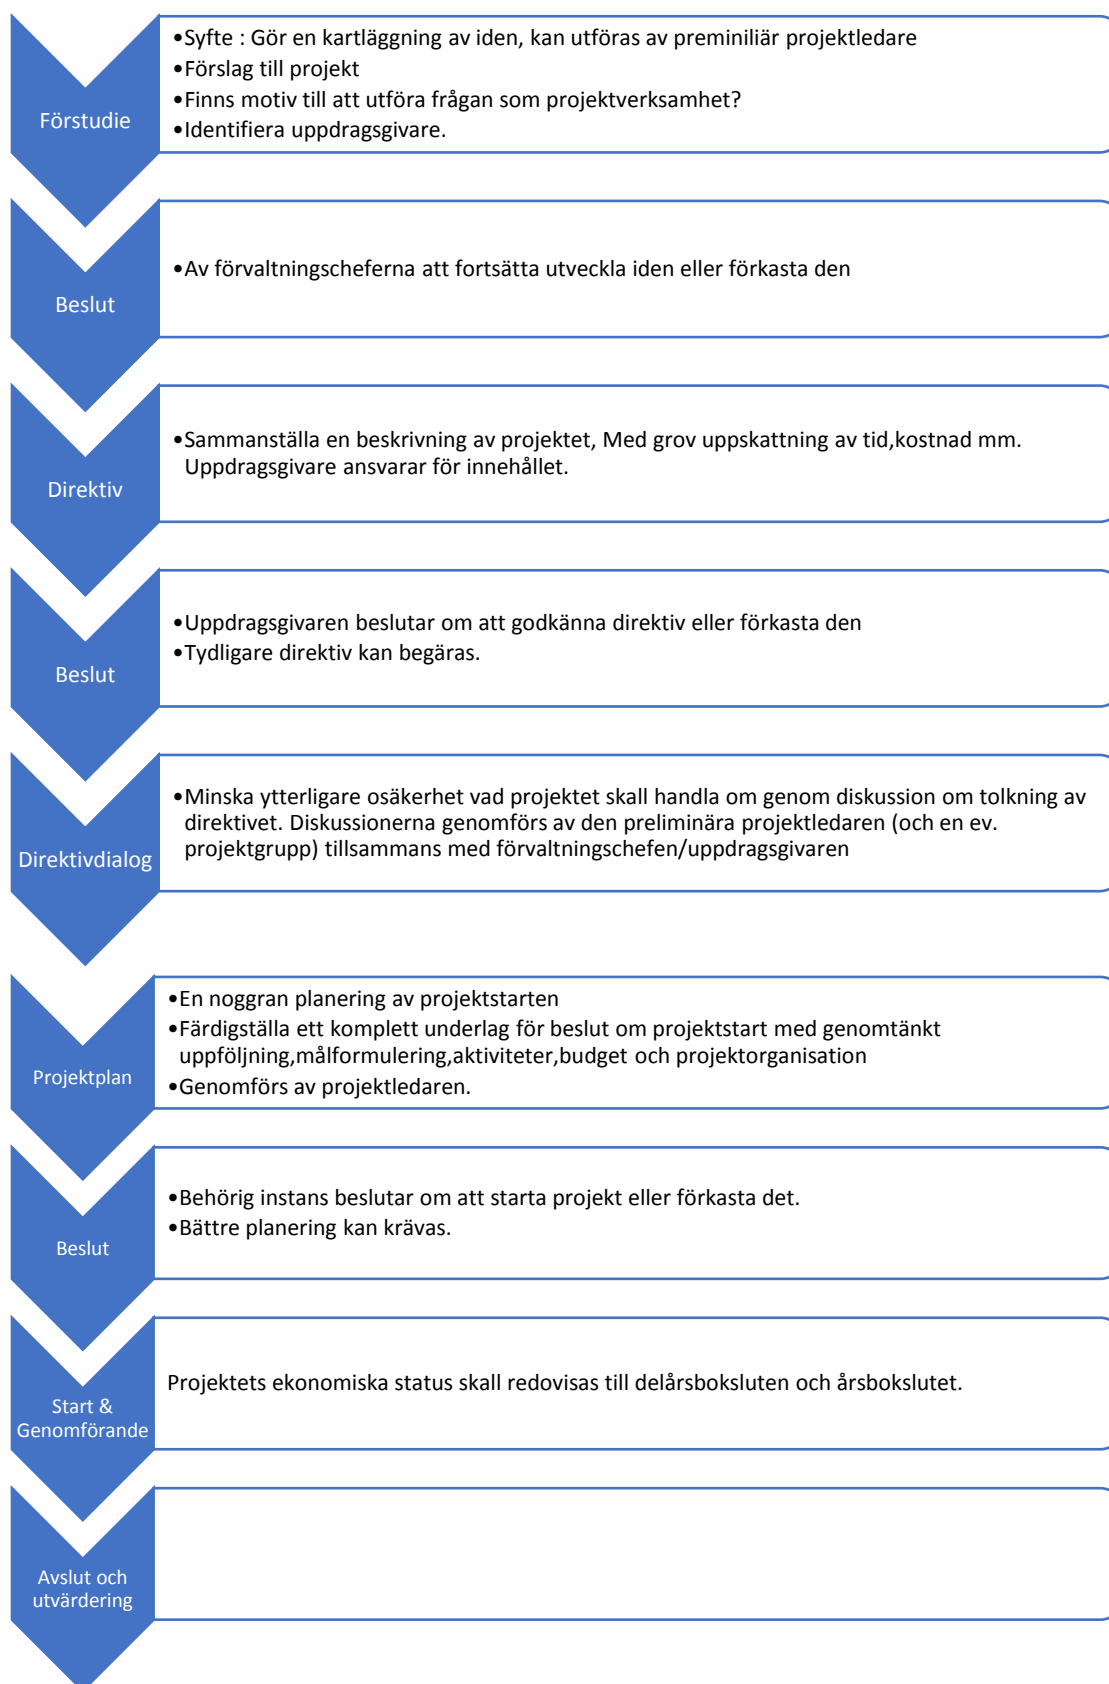 Förstudie
•Syfte : Gör en kartläggning av iden, kan utföras av preminiliär projektledare
•Förslag till projekt
•Finns motiv till att utföra frågan som projektverksamhet?
•Identifiera uppdragsgivare.
Beslut
•Av förvaltningscheferna att fortsätta utveckla iden eller förkasta den
Direktiv
•Sammanställa en beskrivning av projektet, Med grov uppskattning av tid,kostnad mm.
Uppdragsgivare ansvarar för innehållet.
Beslut
•Uppdragsgivaren beslutar om att godkänna direktiv eller förkasta den
•Tydligare direktiv kan begäras.
Direktivdialog
•Minska ytterligare osäkerhet vad projektet skall handla om genom diskussion om tolkning av
direktivet. Diskussionerna genomförs av den preliminära projektledaren (och en ev.
projektgrupp) tillsammans med förvaltningschefen/uppdragsgivaren
Projektplan
•En noggran planering av projektstarten
•Färdigställa ett komplett underlag för beslut om projektstart med genomtänkt
uppföljning,målformulering,aktiviteter,budget och projektorganisation
•Genomförs av projektledaren.
Beslut
•Behörig instans beslutar om att starta projekt eller förkasta det.
•Bättre planering kan krävas.
Start &
Genomförande
Projektets ekonomiska status skall redovisas till delårsboksluten och årsbokslutet.
Avslut och
utvärdering